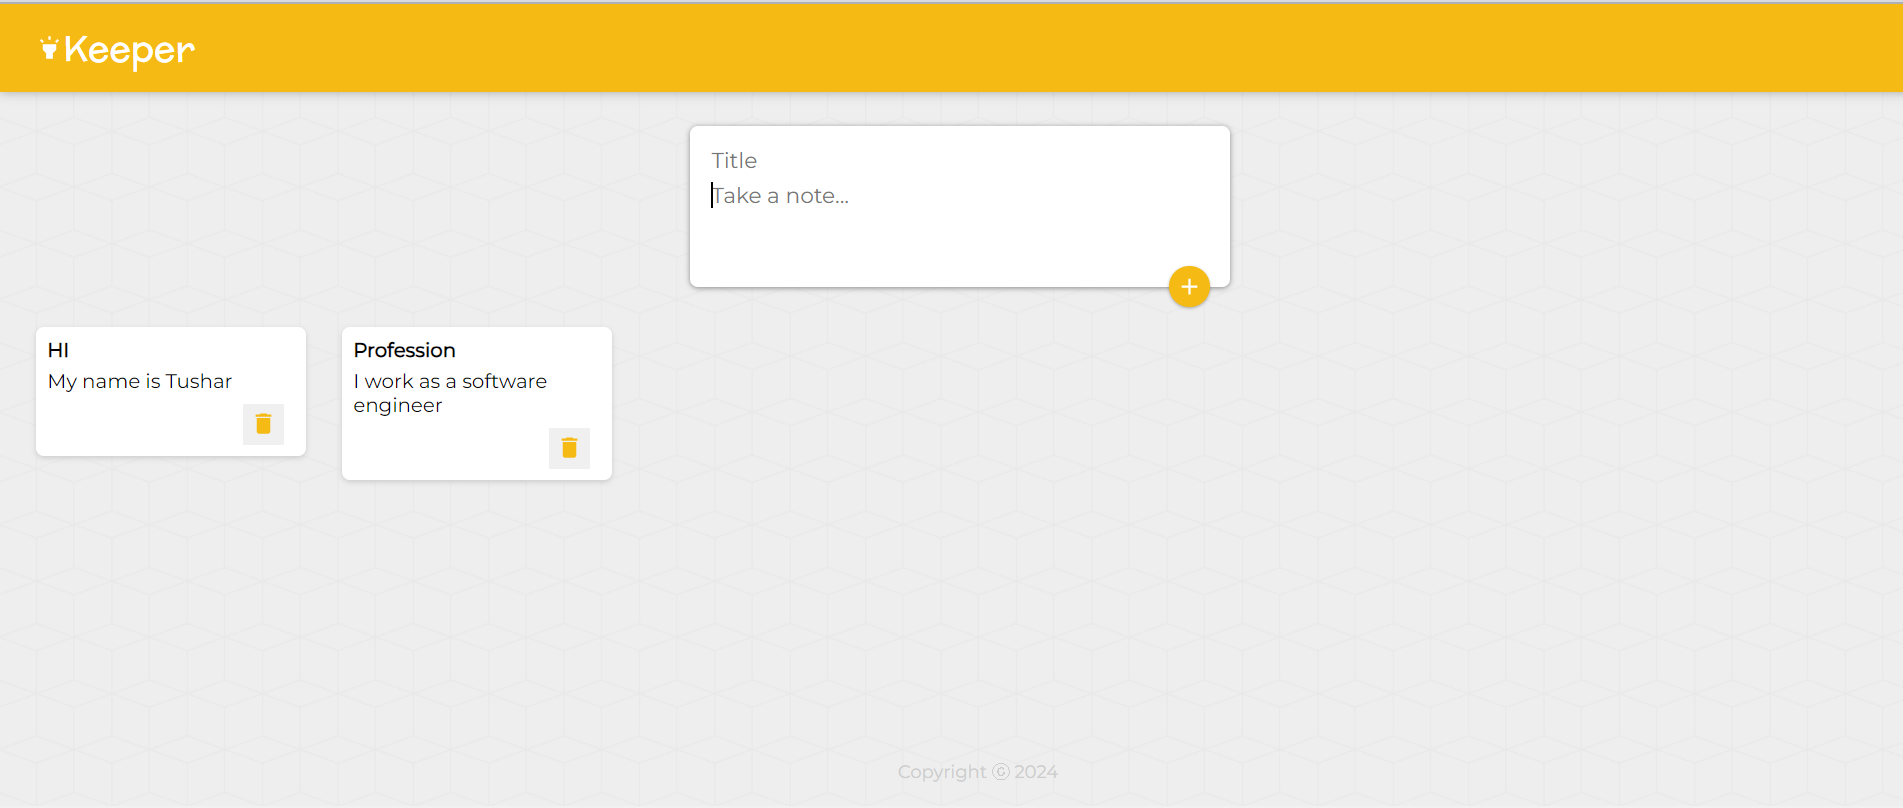 Keeper
Title
Take a note...
HI
My name is Tushar
Profession
I work as a software
engineer
Copyright ⓒ 2024